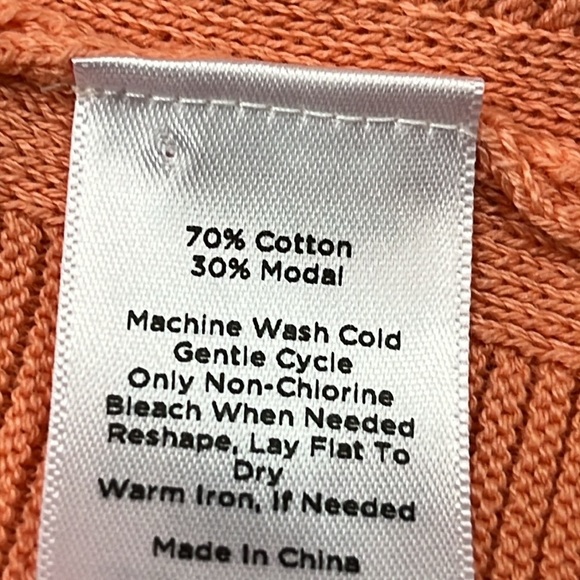 70% Cotton
30% Modal
Machine Wash Cold
Gentle Cycle
Only Non-Chlorine
Bleach When Needed
Reshape, Lay Flat To
Dry
Warm Iron, If Needed
Made In China